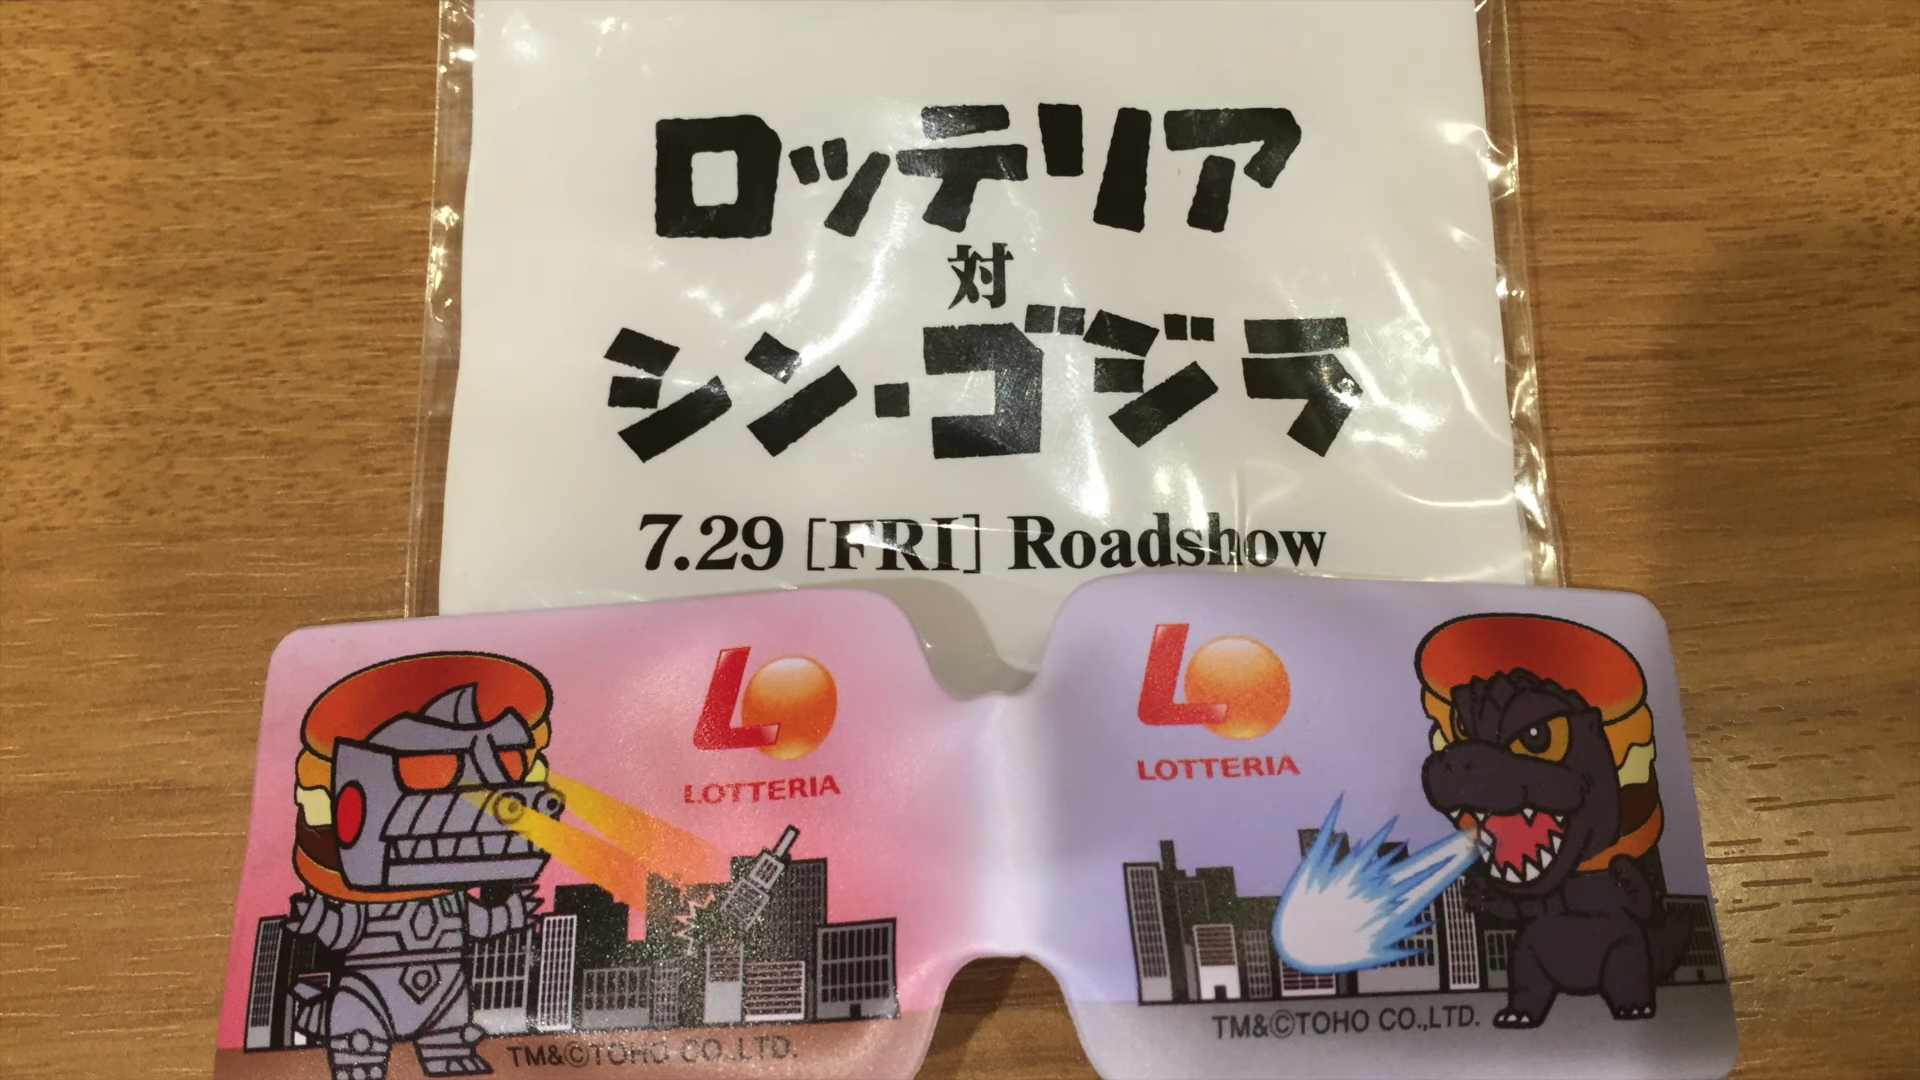 ロッテリア
対
シン・ゴジラ
7.29 [FRI] Roadshow
LOTTERIA
TM&©TOHO CO.,LTD.
LOTTERIA
TM&©TOHO CO.,LTD.